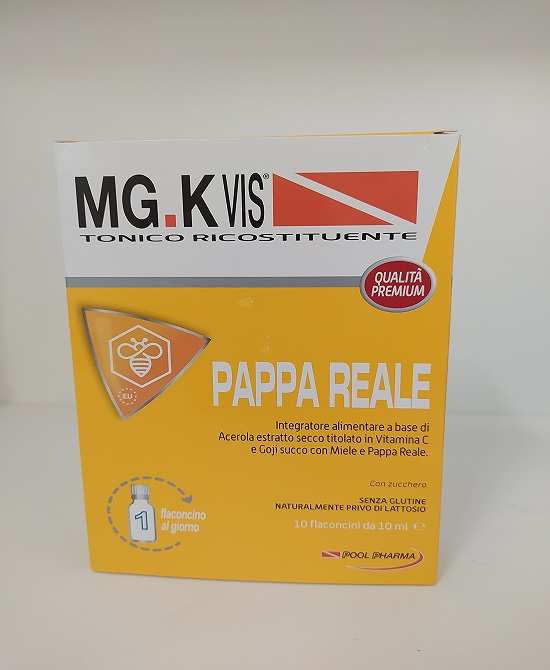 MG.K VIS®
TONICO RICOSTITUENTE
QUALITÀ
PREMIUM
EU
PAPPA REALE
Integratore alimentare a base di
Acerola estratto secco titolato in Vitamina C
e Goji succo con Miele e Pappa Reale.
Con zucchero
SENZA GLUTINE
NATURALMENTE PRIVO DI LATTOSIO
10 flaconcini da 10 ml ℮
1
flaconcino
al giorno
POOL PHARMA